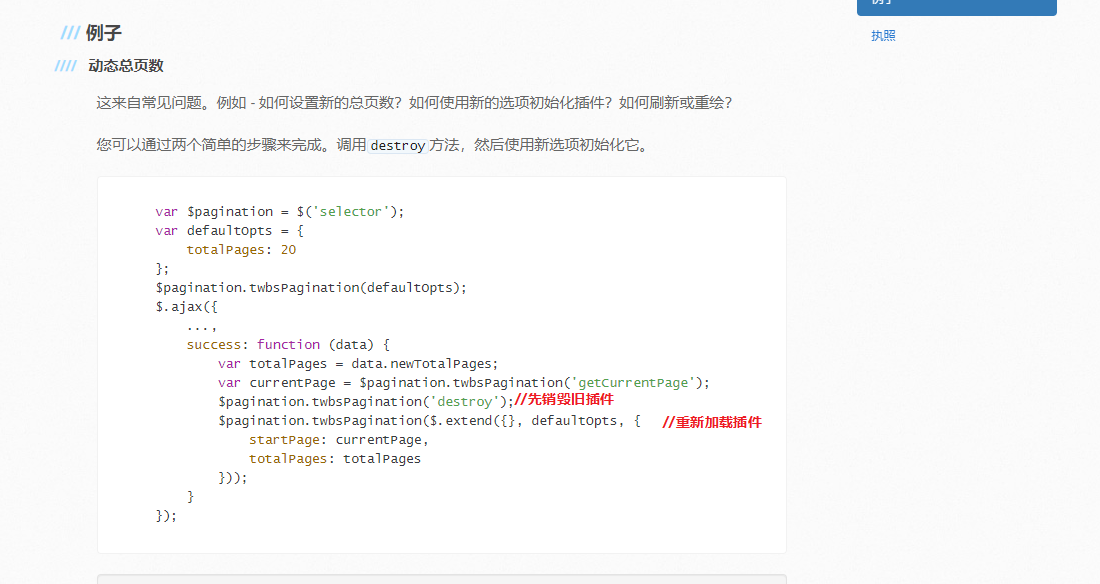 /// 例子
//// 动态总页数
执照
这来自常见问题。例如 - 如何设置新的总页数？如何使用新的选项初始化插件？如何刷新或重绘？
您可以通过两个简单的步骤来完成。调用 destroy 方法，然后使用新选项初始化它。
var $pagination = $('selector');
var defaultOpts = {
totalPages: 20
};
$pagination.twbsPagination(defaultOpts);
$.ajax({
...,
success: function (data) {
var totalPages = data.newTotalPages;
var currentPage = $pagination.twbsPagination('getCurrentPage');
$pagination.twbsPagination('destroy');//先销毁旧插件
$pagination.twbsPagination($.extend({}, defaultOpts, { //重新加载插件
startPage: currentPage,
totalPages: totalPages
}));
}
});